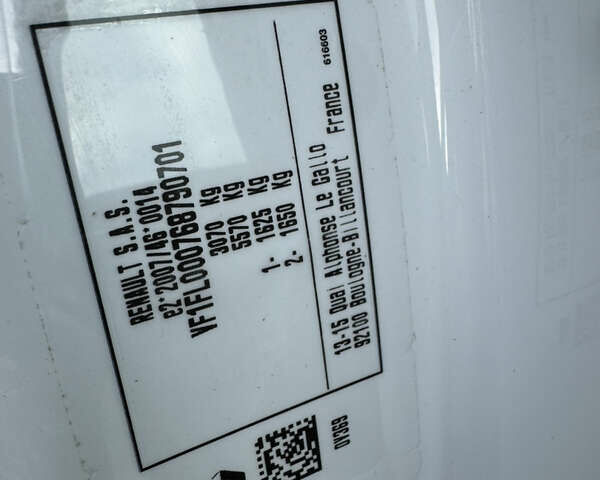 RENAULT S.A.S.
e2*2007/46*0014
VF1FL000768790701
3070 Kg
5570 Kg
1- 1625 Kg
2- 1650 Kg
13-15 Quai Alphonse Le Gallo
92100 Boulogne-Billancourt France
616603
0V369